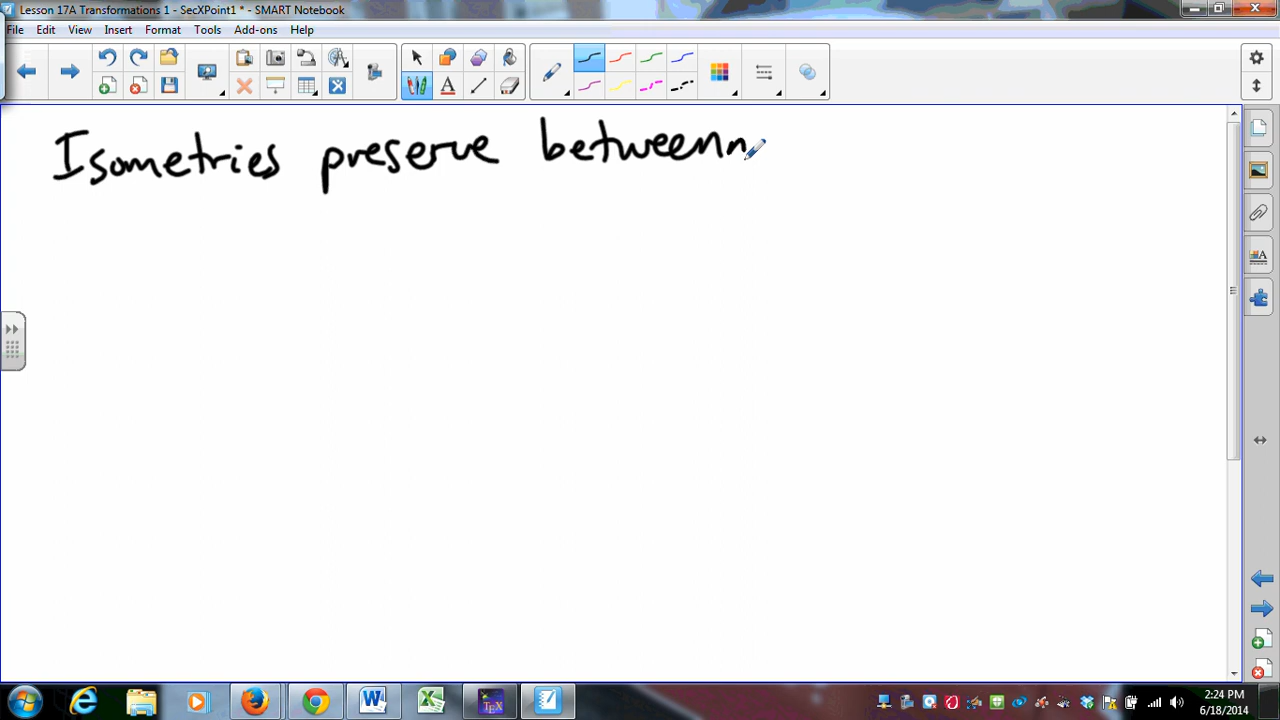 Lesson 17A Transformations 1 - SecXPoint1 * - SMART Notebook
File Edit View Insert Format Tools Add-ons Help
Isometries preserve betweenn
2:24 PM
6/18/2014